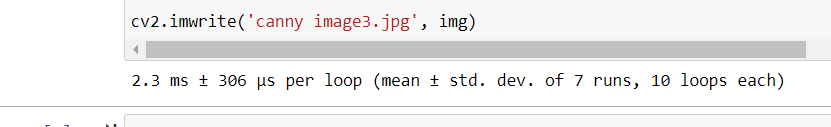 cv2.imwrite('canny image3.jpg', img)
2.3 ms ± 306 µs per loop (mean ± std. dev. of 7 runs, 10 loops each)